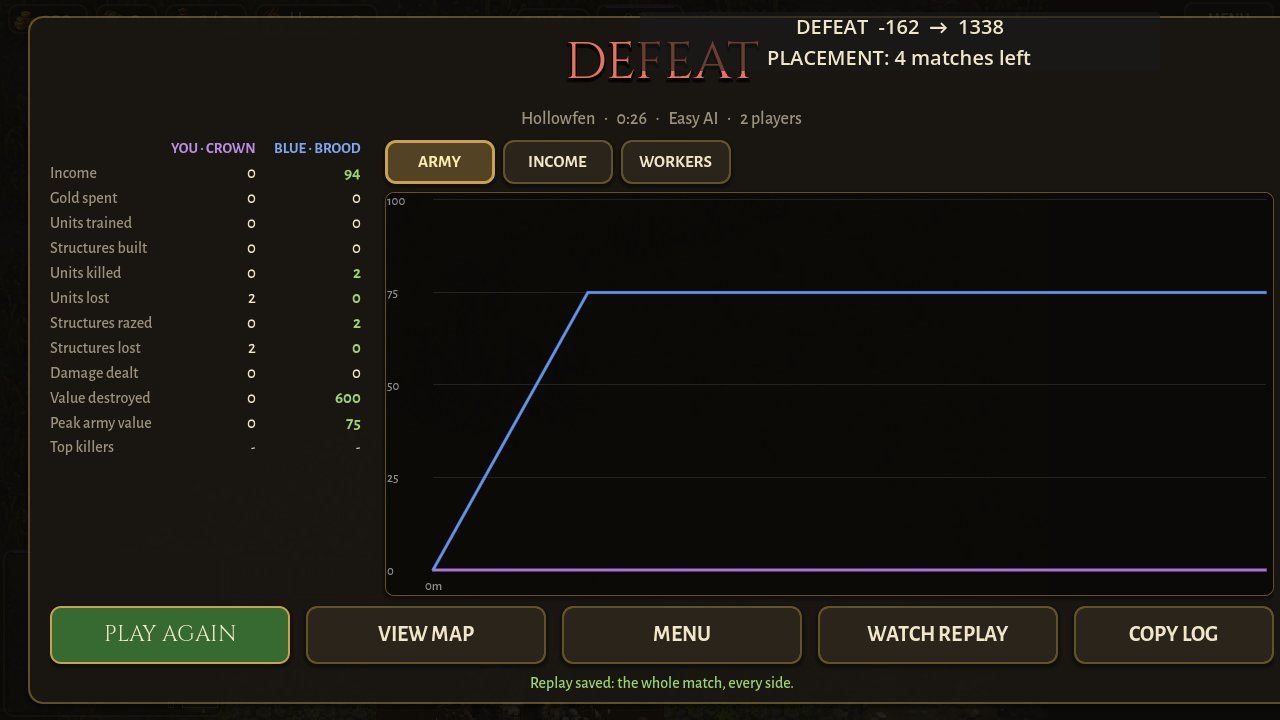 DEFEAT -162 → 1338
PLACEMENT: 4 matches left
DEFEAT
Hollowfen · 0:26 · Easy AI · 2 players
YOU · CROWN BLUE · BROOD
Income 0 94
Gold spent 0 0
Units trained 0 0
Structures built 0 0
Units killed 0 2
Units lost 2 0
Structures razed 0 2
Structures lost 2 0
Damage dealt 0 0
Value destroyed 0 600
Peak army value 0 75
Top killers - -
ARMY INCOME WORKERS
100
75
50
25
0
0m
PLAY AGAIN VIEW MAP MENU WATCH REPLAY COPY LOG
Replay saved: the whole match, every side.